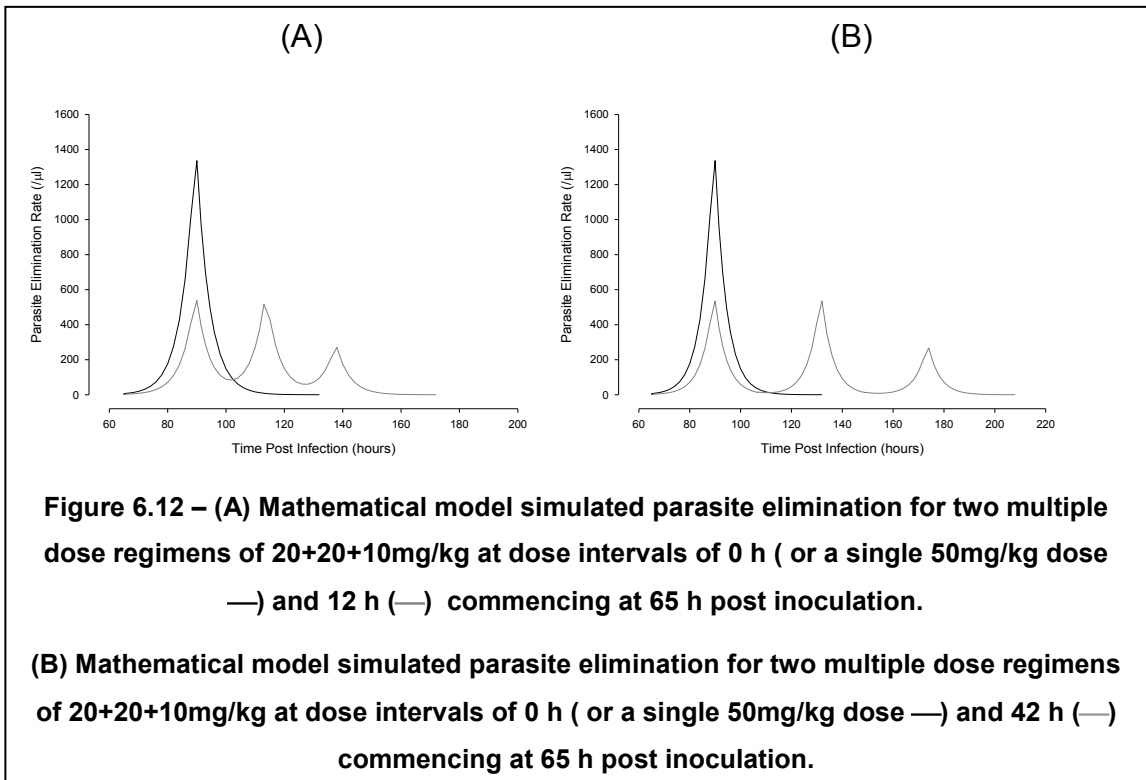 (A)
(B)
1600
1400
1200
1000
800
600
400
200
0
Parasite Elimination Rate (/µl)
60 80 100 120 140 160 180 200
Time Post Infection (hours)
1600
1400
1200
1000
800
600
400
200
0
Parasite Elimination Rate (/µl)
60 80 100 120 140 160 180 200 220
Time Post Infection (hours)
Figure 6.12 – (A) Mathematical model simulated parasite elimination for two multiple
dose regimens of 20+20+10mg/kg at dose intervals of 0 h ( or a single 50mg/kg dose
—) and 12 h (—) commencing at 65 h post inoculation.
(B) Mathematical model simulated parasite elimination for two multiple dose regimens
of 20+20+10mg/kg at dose intervals of 0 h ( or a single 50mg/kg dose —) and 42 h (—)
commencing at 65 h post inoculation.